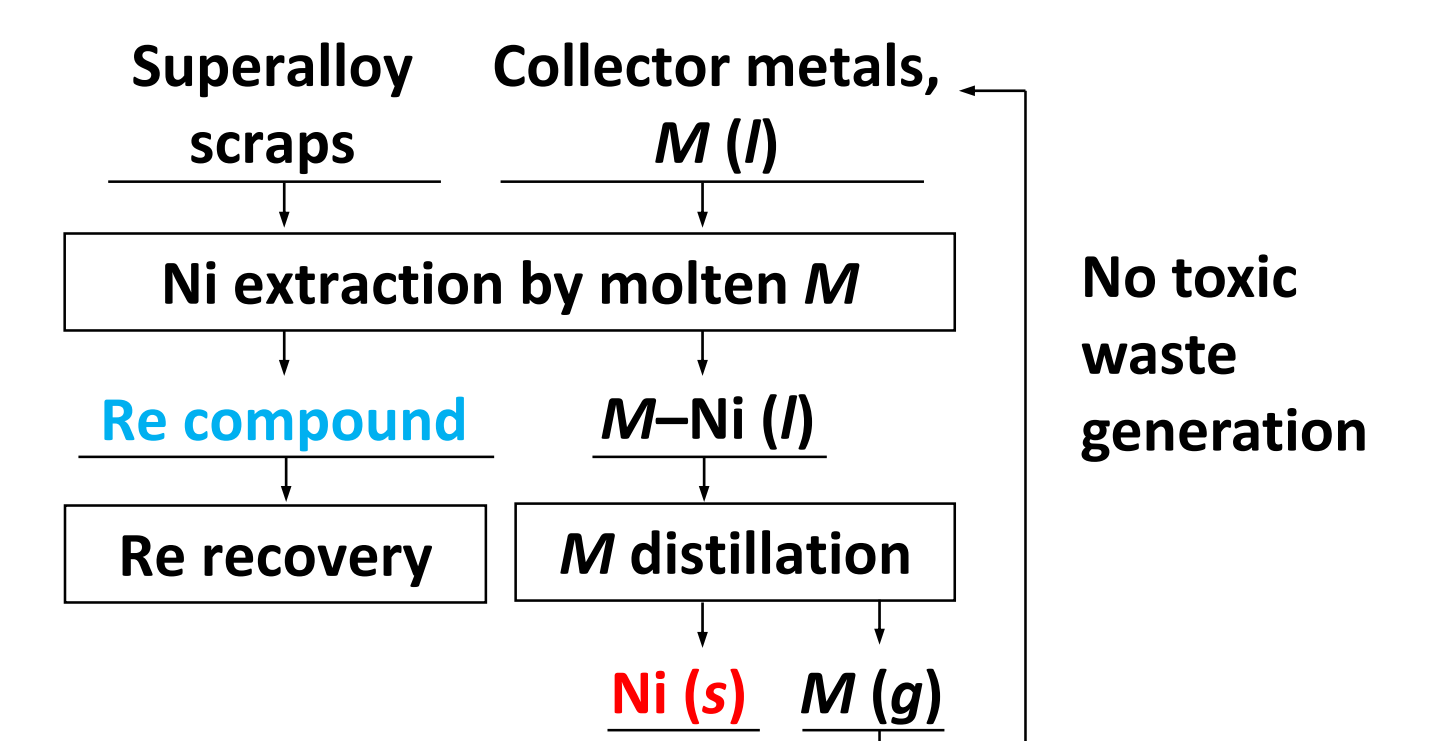 Superalloy
scraps
Collector metals,
M (l)
Ni extraction by molten M
Re compound
M–Ni (l)
Re recovery
M distillation
Ni (s)
M (g)
No toxic
waste
generation